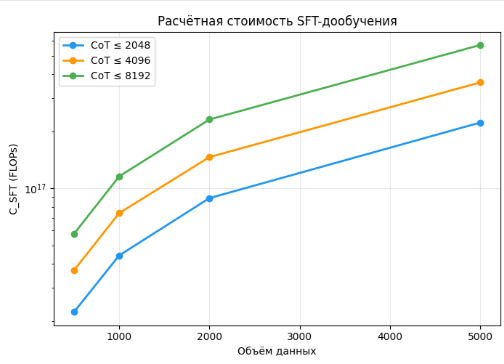 Расчётная стоимость SFT-дообучения
CoT ≤ 2048
CoT ≤ 4096
CoT ≤ 8192
C_SFT (FLOPs)
10¹⁷
1000 2000 3000 4000 5000
Объём данных